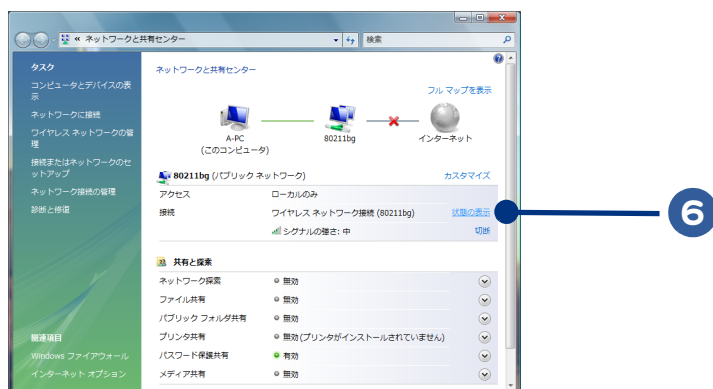 « ネットワークと共有センター
検索
タスク
コンピュータとデバイスの表
示
ネットワークに接続
ワイヤレス ネットワークの管
理
接続またはネットワークのセ
ットアップ
ネットワーク接続の管理
診断と修復
関連項目
Windows ファイアウォール
インターネット オプション
ネットワークと共有センター
フル マップを表示
A-PC
(このコンピュータ)
80211bg
インターネット
80211bg (パブリック ネットワーク) カスタマイズ
アクセス ローカルのみ
接続 ワイヤレス ネットワーク接続 (80211bg) 状態の表示
シグナルの強さ: 中 切断
共有と探索
ネットワーク探索 無効
ファイル共有 無効
パブリック フォルダ共有 無効
プリンタ共有 無効(プリンタがインストールされていません)
パスワード保護共有 有効
メディア共有 無効
6